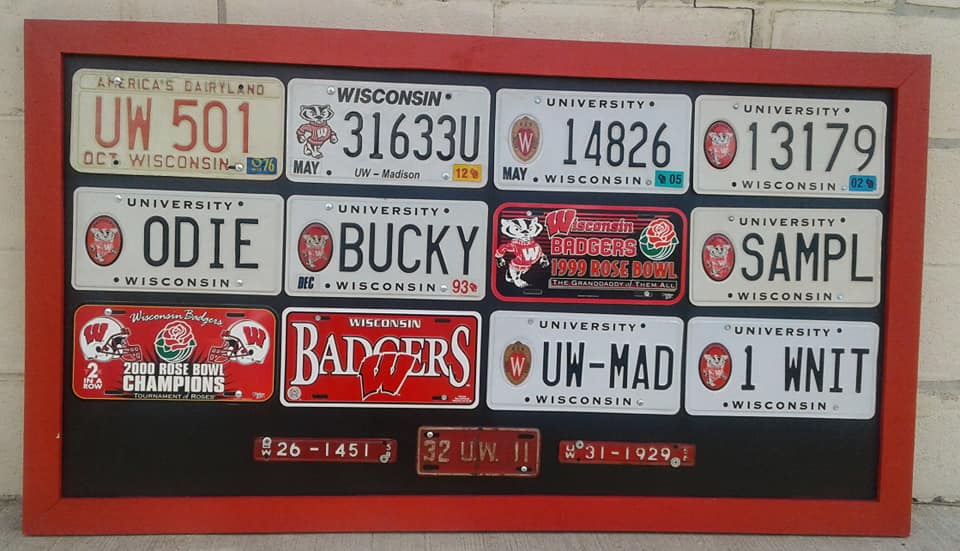 AMERICA'S DAIRYLAND
UW 501
OCT WISCONSIN 76
WISCONSIN
31633U
MAY UW - Madison 12
UNIVERSITY
W 14826
MAY WISCONSIN 05
UNIVERSITY
13179
WISCONSIN 02
UNIVERSITY
ODIE
WISCONSIN
UNIVERSITY
BUCKY
DEC WISCONSIN 93
Wisconsin
BADGERS
1999 ROSE BOWL
THE GRANDDADDY of THEM ALL
UNIVERSITY
SAMPL
WISCONSIN
Wisconsin Badgers
W W
2 IN A ROW
2000 ROSE BOWL
CHAMPIONS
TOURNAMENT OF ROSES
WISCONSIN
BADGERS
W
UNIVERSITY
W UW-MAD
WISCONSIN
UNIVERSITY
1 WNIT
WISCONSIN
UW 26-1451
32 U.W. 11
UW 31-1929